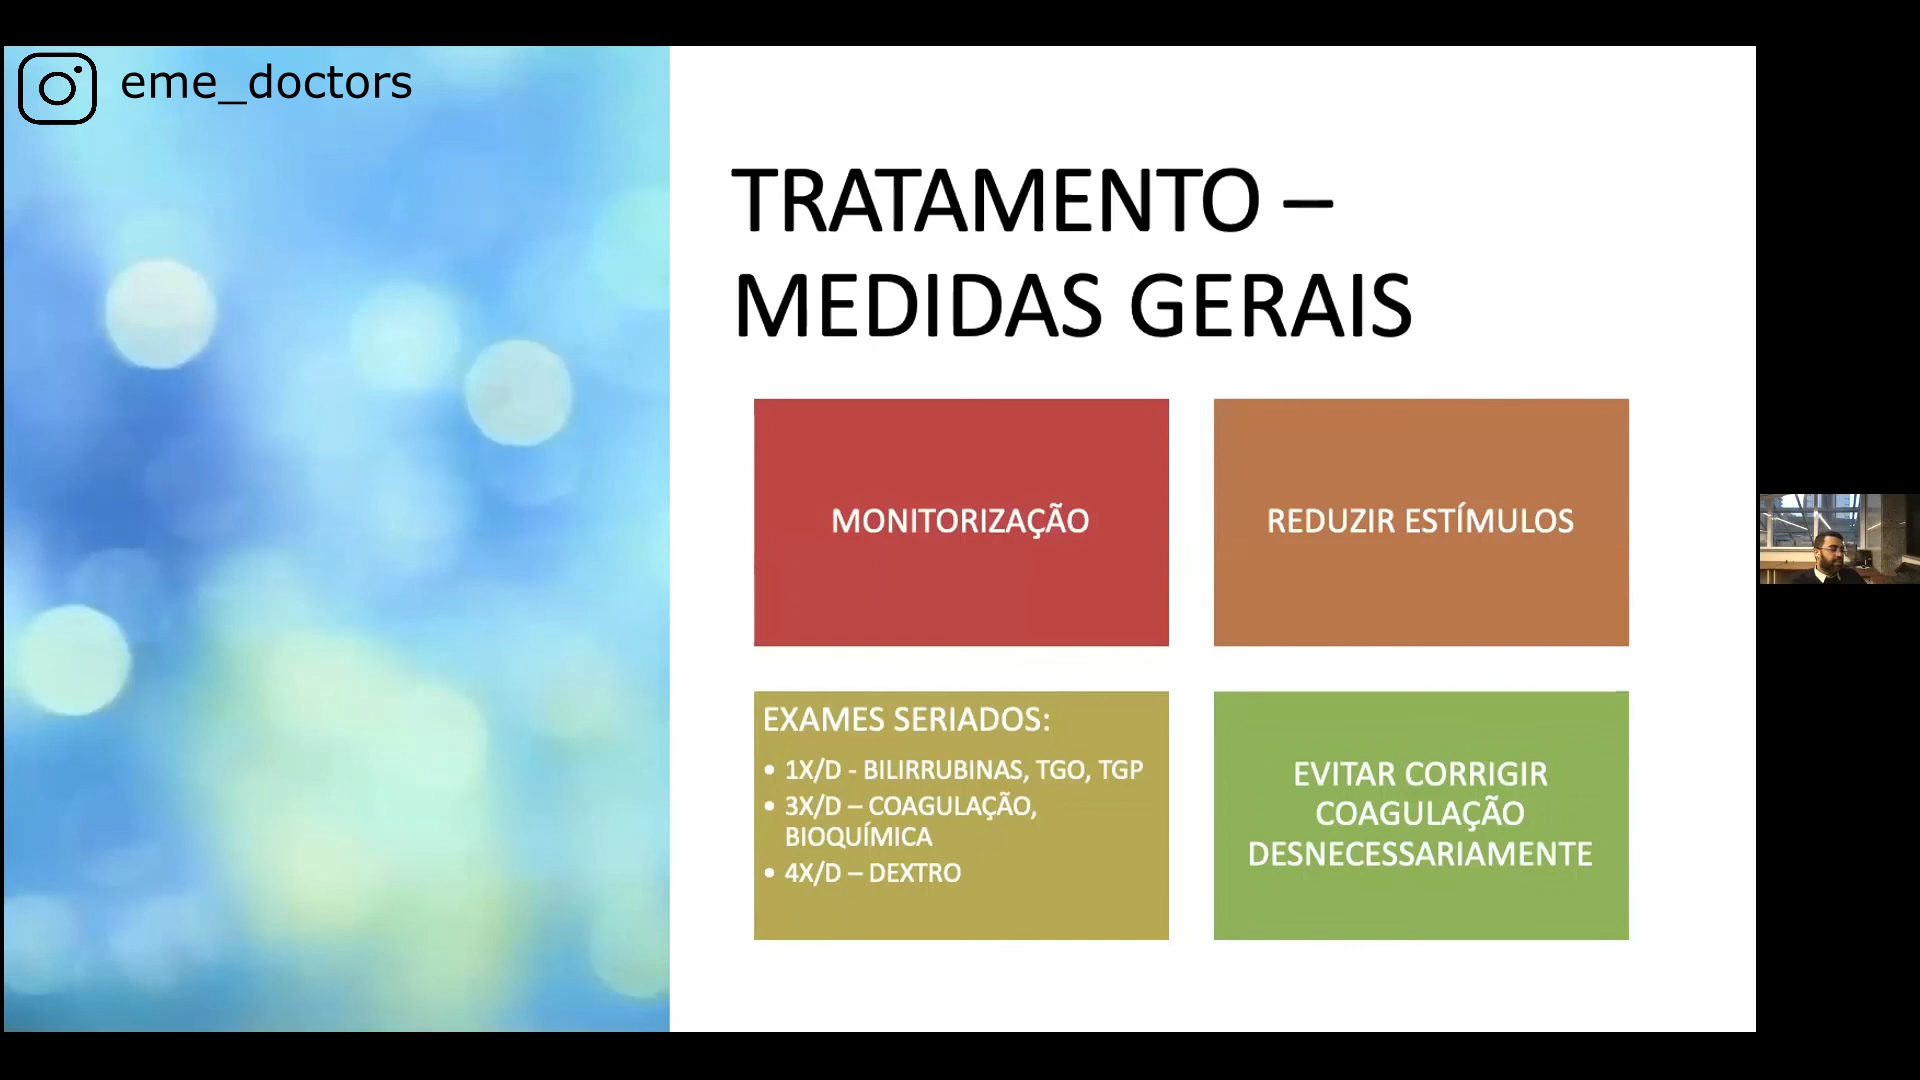 eme_doctors
TRATAMENTO –
MEDIDAS GERAIS
MONITORIZAÇÃO
REDUZIR ESTÍMULOS
EXAMES SERIADOS:
• 1X/D - BILIRRUBINAS, TGO, TGP
• 3X/D – COAGULAÇÃO,
BIOQUÍMICA
• 4X/D – DEXTRO
EVITAR CORRIGIR
COAGULAÇÃO
DESNECESSARIAMENTE